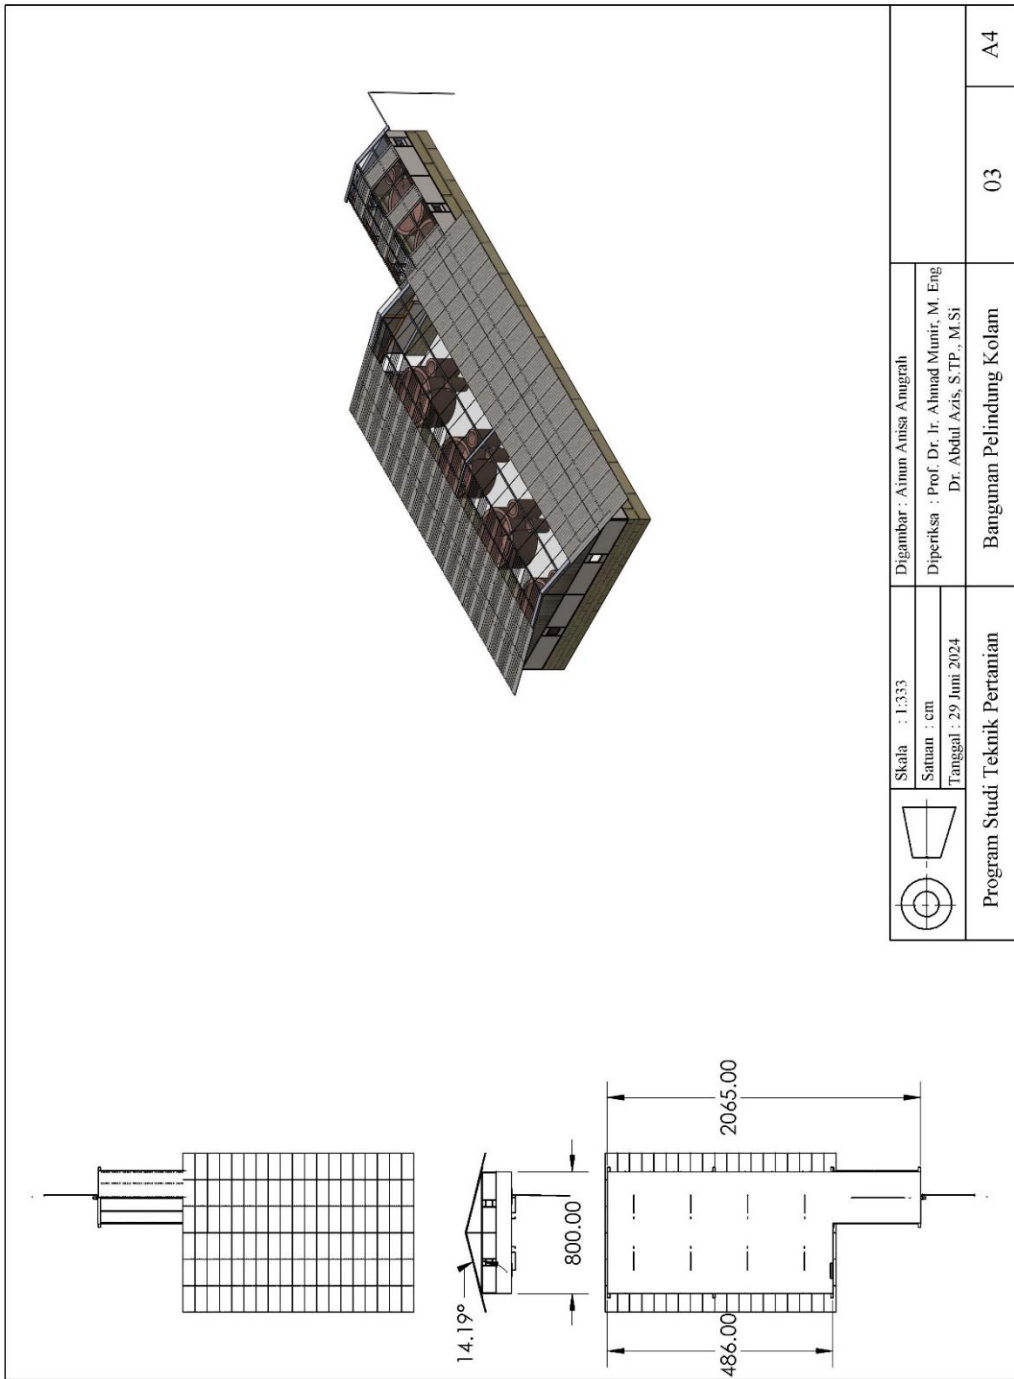 14.19°
800.00
2065.00
486.00
Skala : 1:333
Satuan : cm
Tanggal : 29 Juni 2024
Digambar : Ainun Anisa Anugrah
Diperiksa : Prof. Dr. Ir. Ahmad Munir, M. Eng
Dr. Abdul Azis, S.TP., M.Si
Program Studi Teknik Pertanian
Bangunan Pelindung Kolam
03
A4